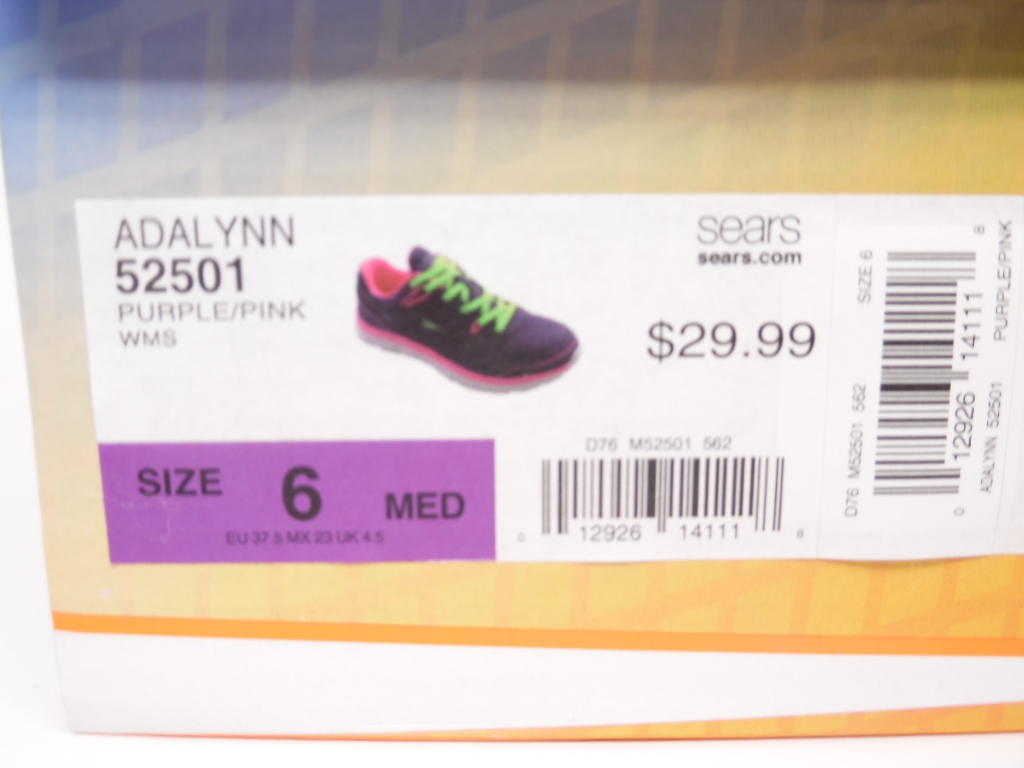 ADALYNN
52501
PURPLE/PINK
WMS
sears
sears.com
$29.99
SIZE 6 MED
EU 37.5 MX 23 UK 4.5
D76 M52501 562
0 12926 14111 8
D76 M52501 562 SIZE 6
0 12926 14111 8
ADALYNN 52501 PURPLE/PINK